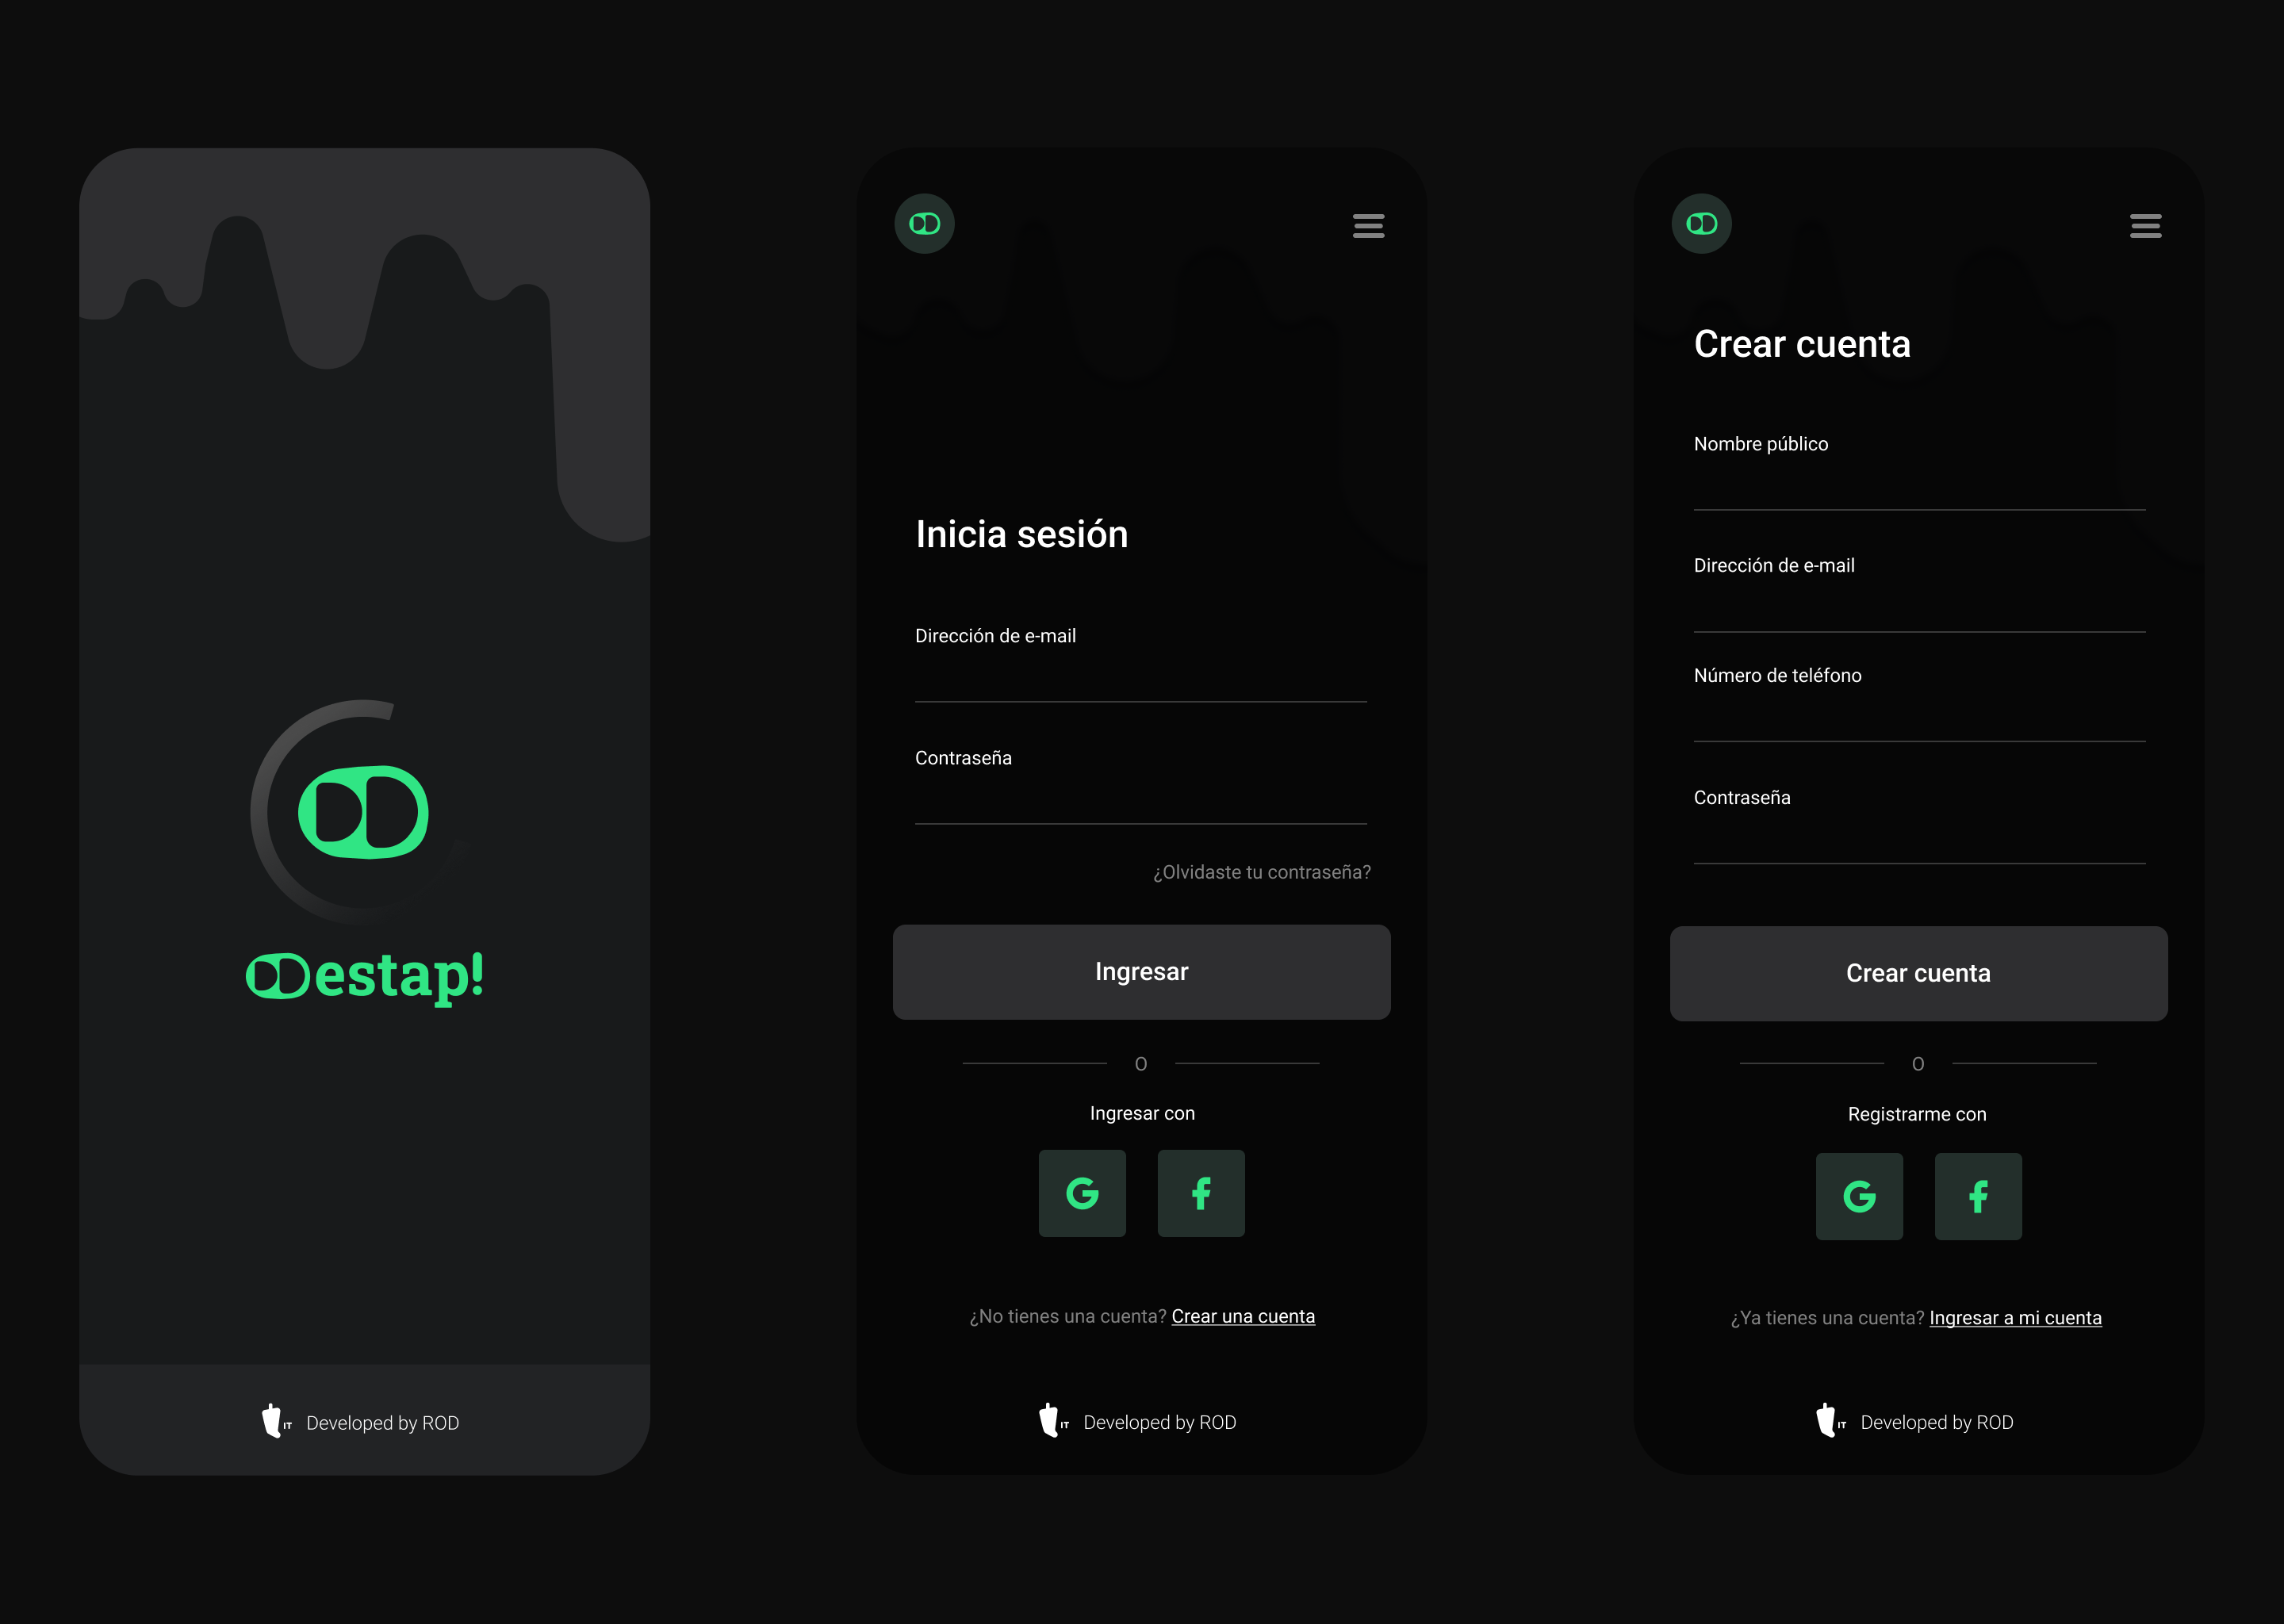 Destap!
IT Developed by ROD
Inicia sesión
Dirección de e-mail
Contraseña
¿Olvidaste tu contraseña?
Ingresar
O
Ingresar con
G f
¿No tienes una cuenta? Crear una cuenta
IT Developed by ROD
Crear cuenta
Nombre público
Dirección de e-mail
Número de teléfono
Contraseña
Crear cuenta
O
Registrarme con
G f
¿Ya tienes una cuenta? Ingresar a mi cuenta
IT Developed by ROD